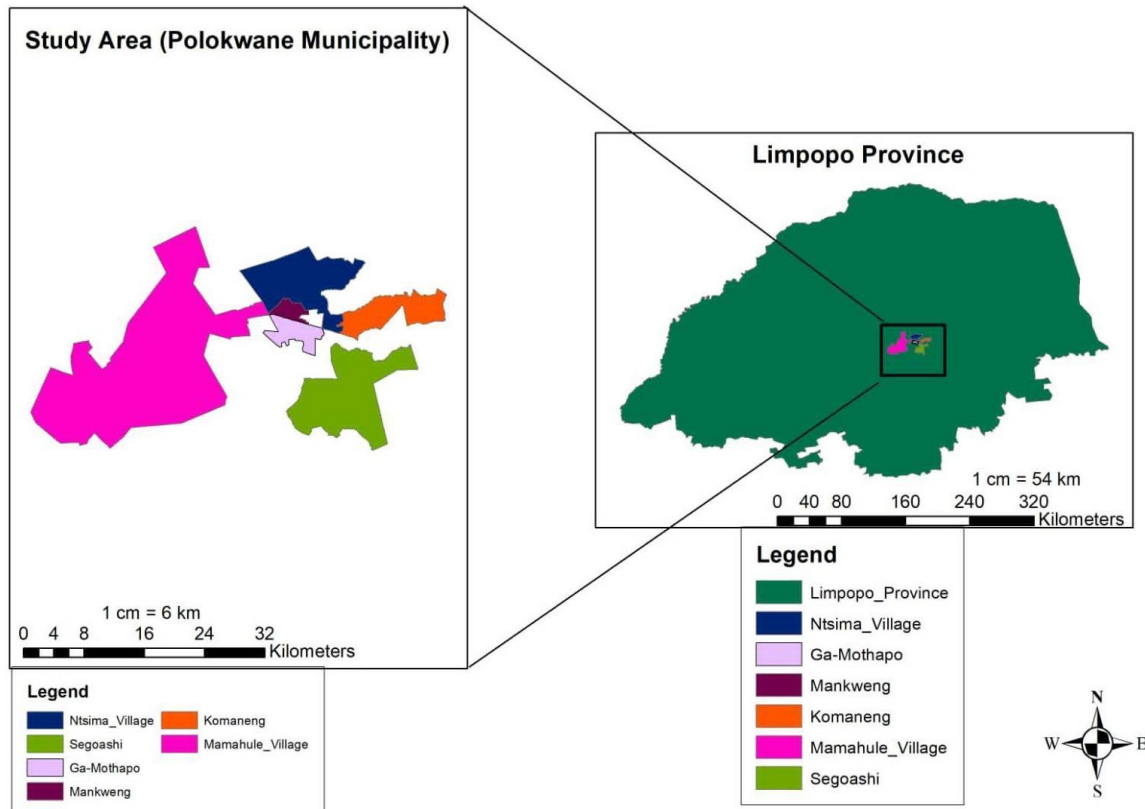 Study Area (Polokwane Municipality)
1 cm = 6 km
0 4 8 16 24 32
Kilometers
Legend
Ntsima_Village
Segoashi
Ga-Mothapo
Mankweng
Komaneng
Mamahule_Village
Limpopo Province
1 cm = 54 km
0 40 80 160 240 320
Kilometers
Legend
Limpopo_Province
Ntsima_Village
Ga-Mothapo
Mankweng
Komaneng
Mamahule_Village
Segoashi
N
W E
S